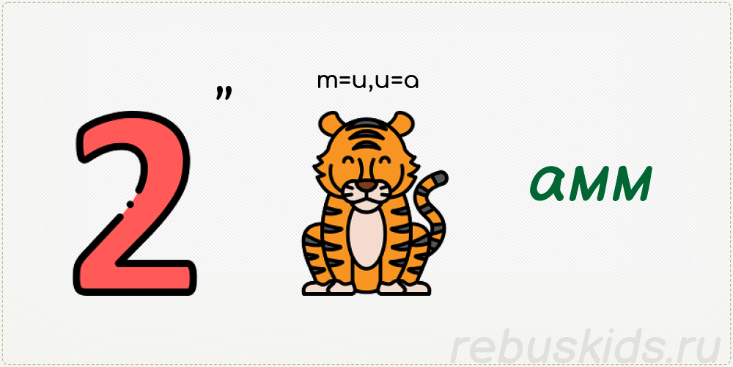 ”
т=и,и=а
2
амм
rebuskids.ru